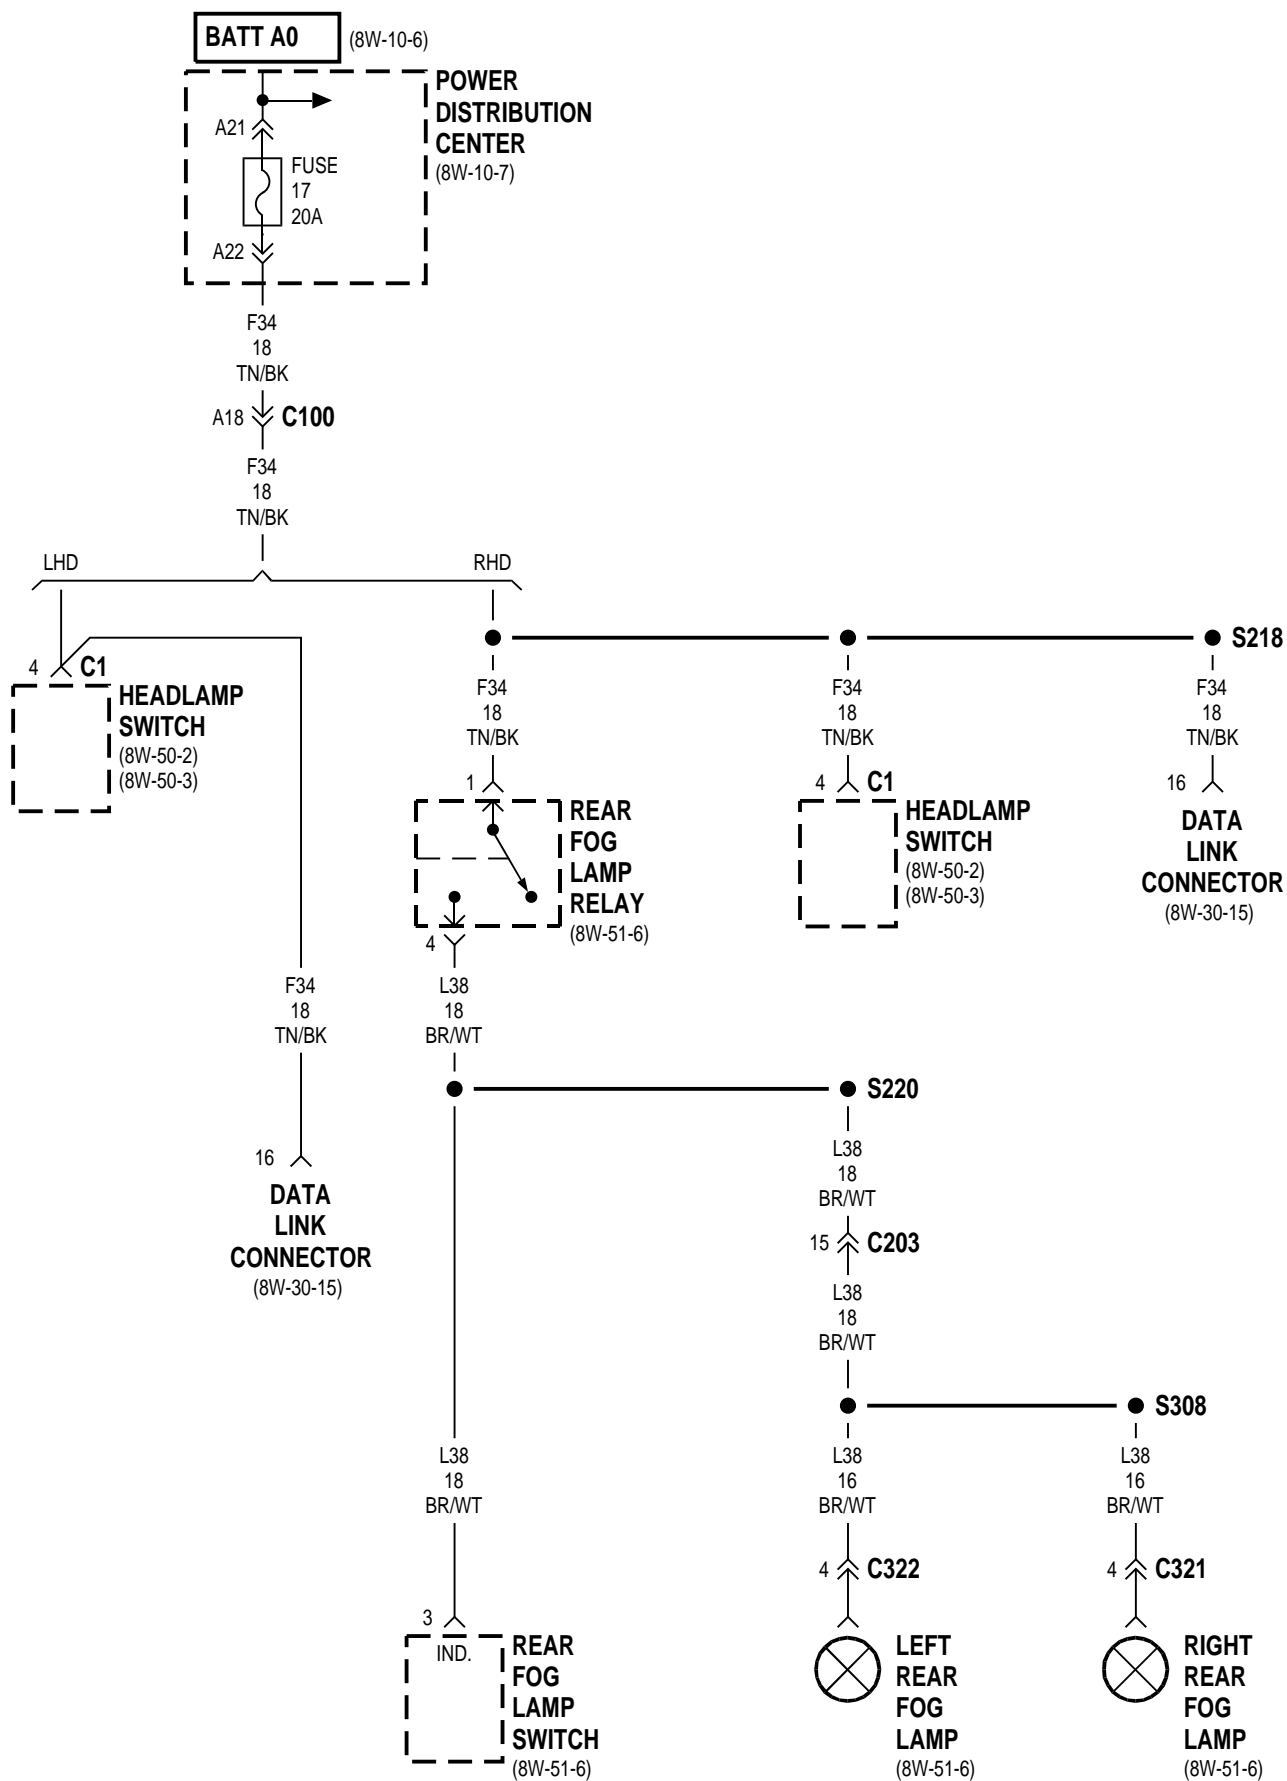 BATT A0
(8W-10-6)
POWER
DISTRIBUTION
CENTER
(8W-10-7)
A21
FUSE
17
20A
A22
F34
18
TN/BK
A18
C100
F34
18
TN/BK
LHD
RHD
S218
4
C1
HEADLAMP
SWITCH
(8W-50-2)
(8W-50-3)
F34
18
TN/BK
F34
18
TN/BK
F34
18
TN/BK
1
4
C1
16
REAR
FOG
LAMP
RELAY
(8W-51-6)
HEADLAMP
SWITCH
(8W-50-2)
(8W-50-3)
DATA
LINK
CONNECTOR
(8W-30-15)
4
F34
18
TN/BK
L38
18
BR/WT
S220
16
DATA
LINK
CONNECTOR
(8W-30-15)
L38
18
BR/WT
15
C203
L38
18
BR/WT
S308
L38
18
BR/WT
L38
16
BR/WT
L38
16
BR/WT
4
C322
4
C321
3
IND.
REAR
FOG
LAMP
SWITCH
(8W-51-6)
LEFT
REAR
FOG
LAMP
(8W-51-6)
RIGHT
REAR
FOG
LAMP
(8W-51-6)